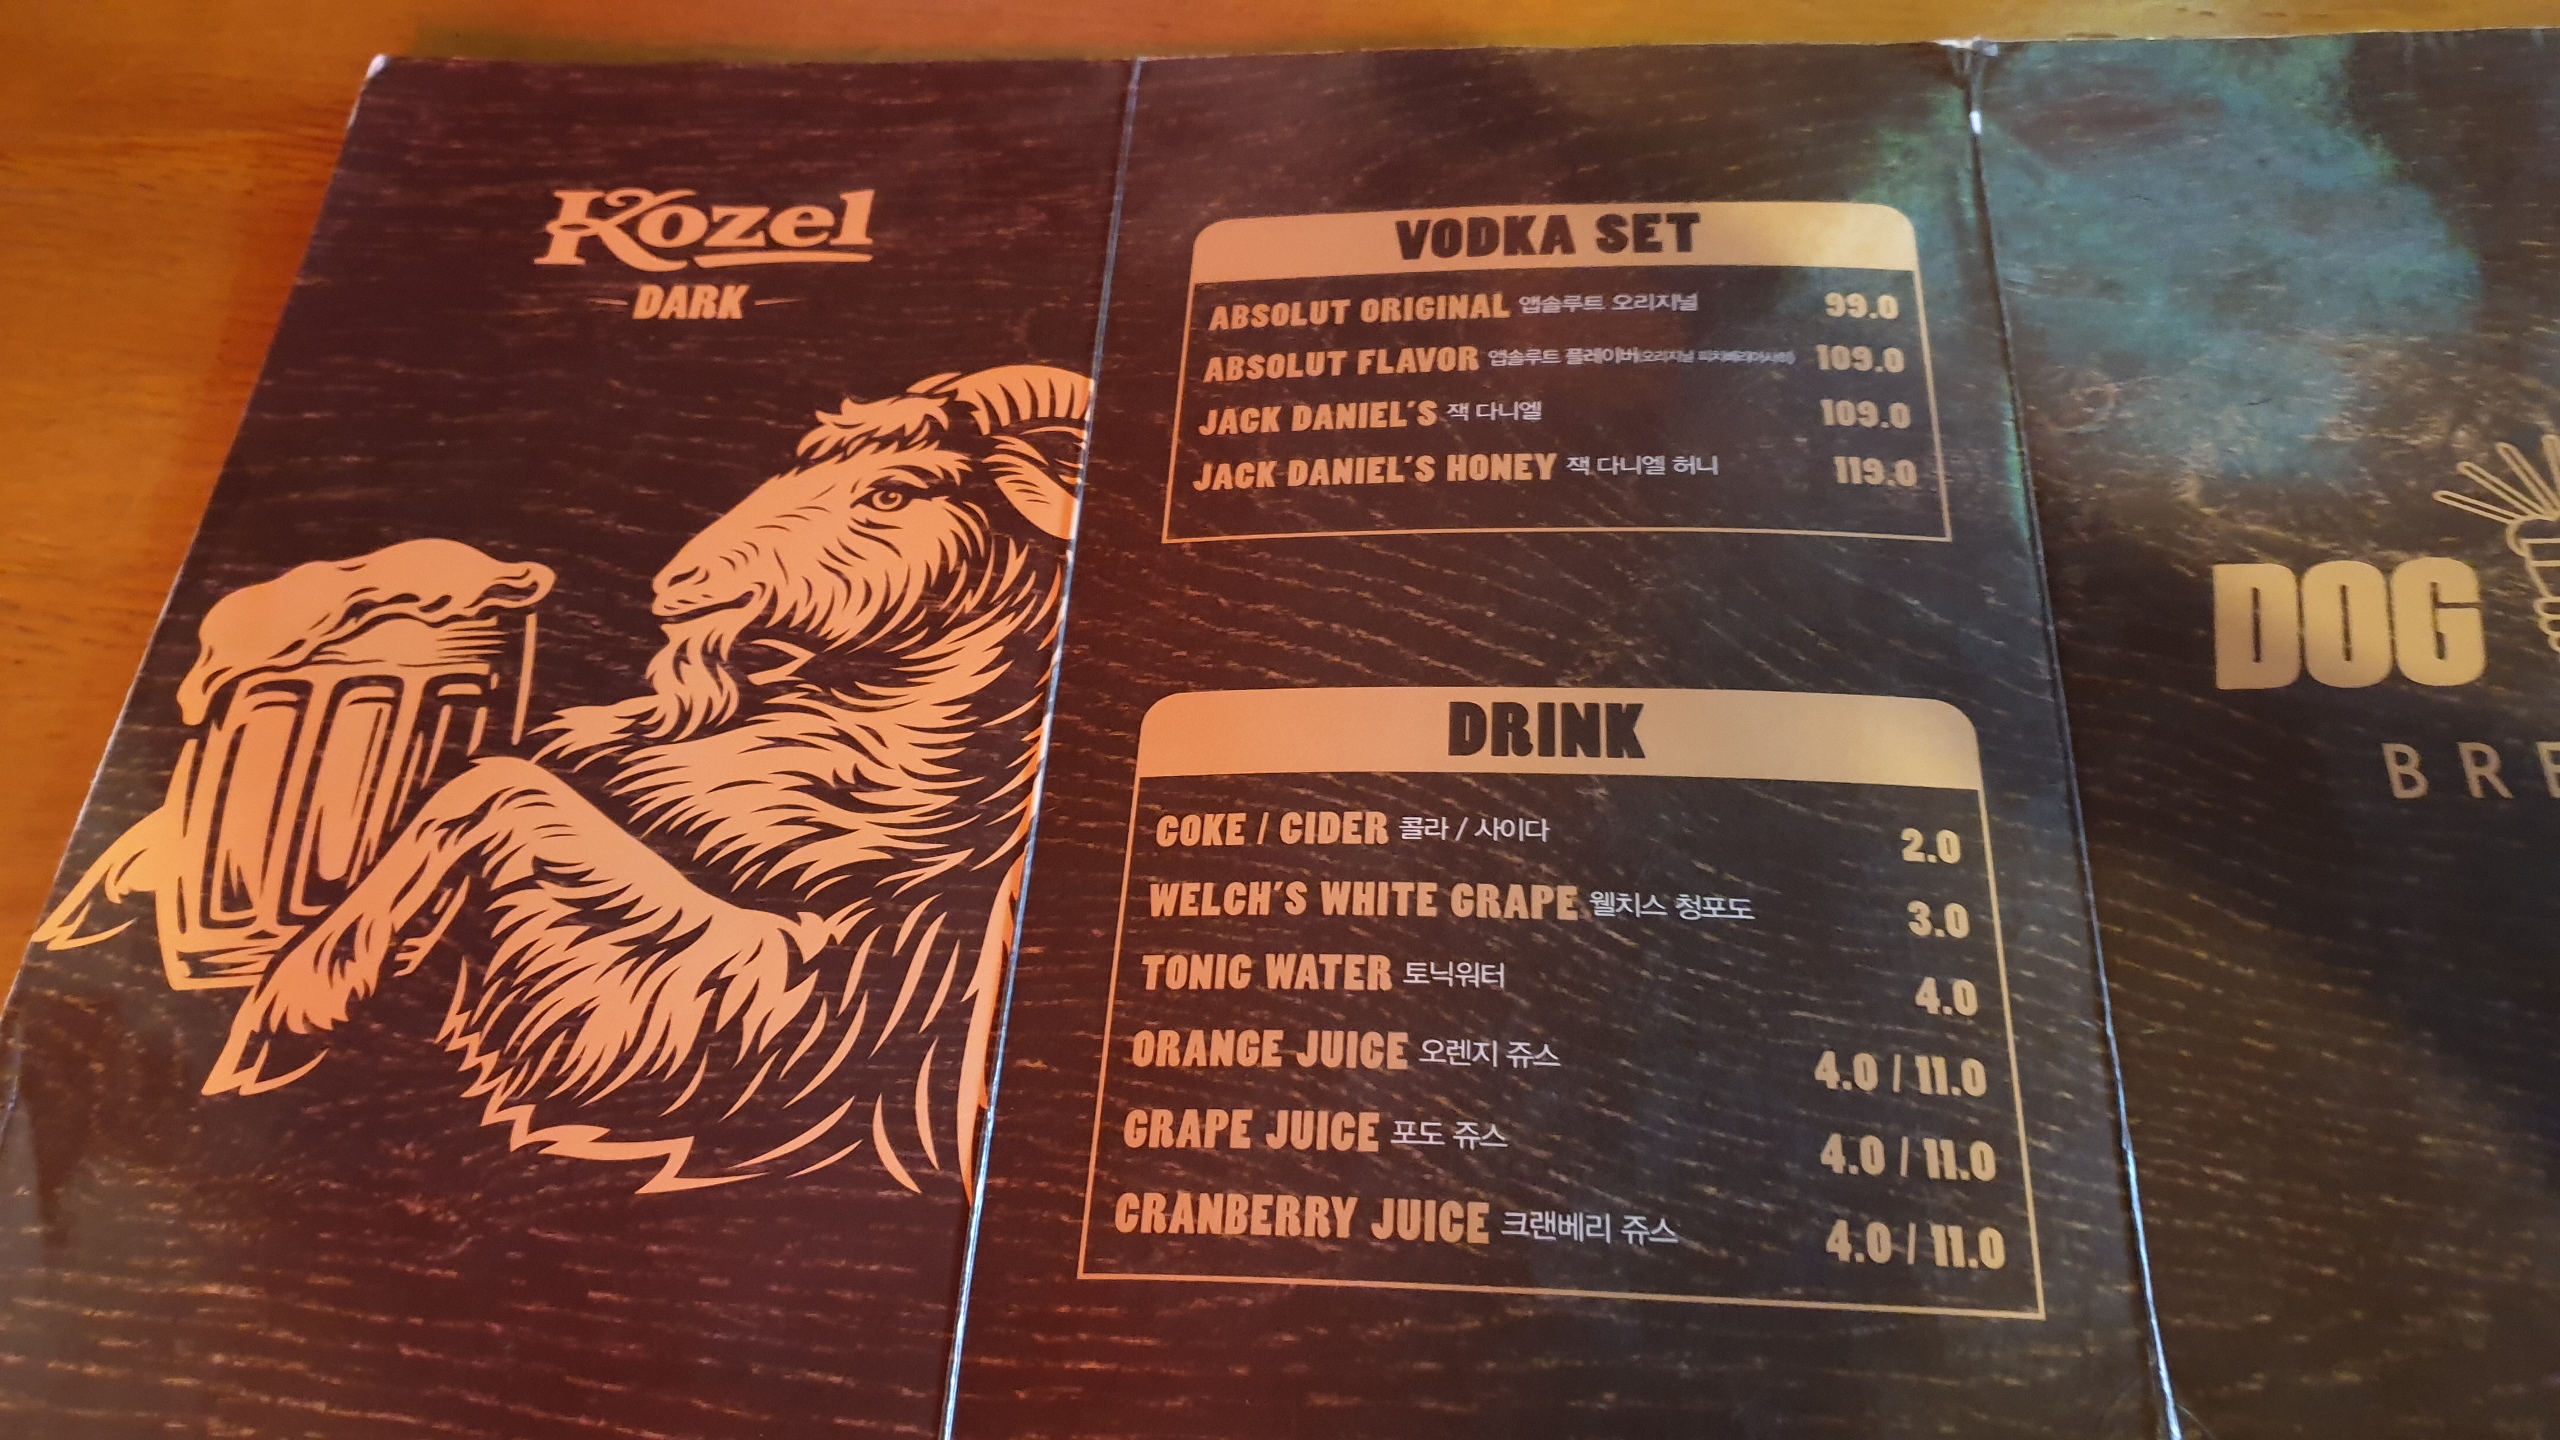 Kozel
DARK
VODKA SET
ABSOLUT ORIGINAL 앱솔루트 오리지널 99.0
ABSOLUT FLAVOR 앱솔루트 플레이버 109.0
JACK DANIEL'S 잭 다니엘 109.0
JACK DANIEL'S HONEY 잭 다니엘 허니 119.0
DRINK
COKE / CIDER 콜라 / 사이다 2.0
WELCH'S WHITE GRAPE 웰치스 청포도 3.0
TONIC WATER 토닉워터 4.0
ORANGE JUICE 오렌지 쥬스 4.0 / 11.0
GRAPE JUICE 포도 쥬스 4.0 / 11.0
CRANBERRY JUICE 크랜베리 쥬스 4.0 / 11.0
DOG
BRE